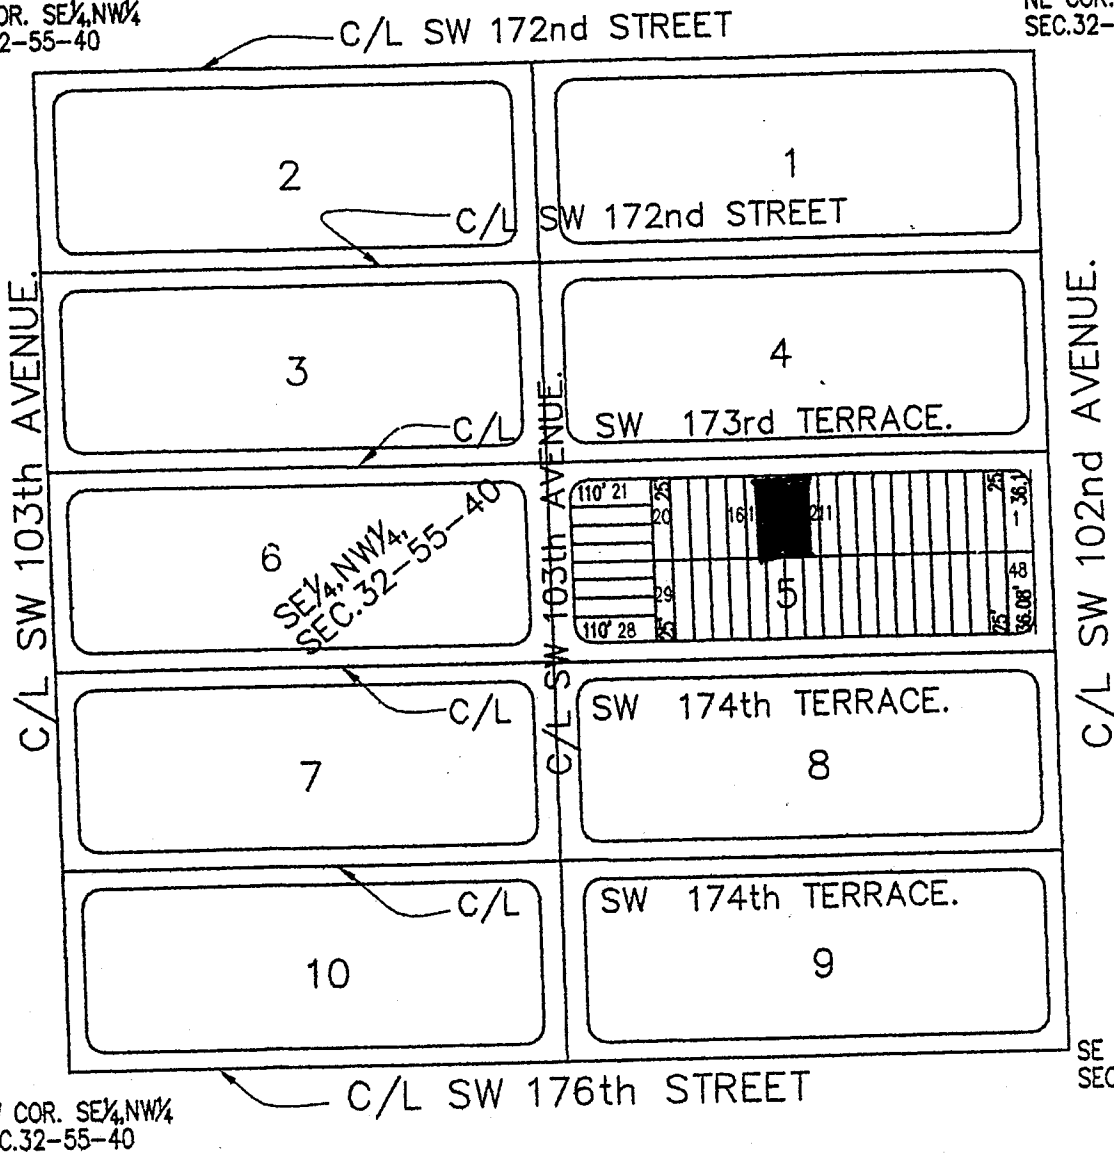 OR. SE¼,NW¼
2-55-40
NE COR.
SEC.32-
C/L SW 172nd STREET
2
1
C/L SW 172nd STREET
C/L SW 103th AVENUE.
C/L SW 102nd AVENUE.
3
4
C/L
SW 173rd TERRACE.
C/L SW 103th AVENUE.
6
SE¼,NW¼,
SEC.32-55-40
110' 21
25
20
16
211
25
36.1
1
5
29
48
110' 28
25
25'
36.08'
C/L
SW 174th TERRACE.
7
8
C/L
SW 174th TERRACE.
10
9
C/L SW 176th STREET
SE
SEC
COR. SE¼,NW¼
C.32-55-40